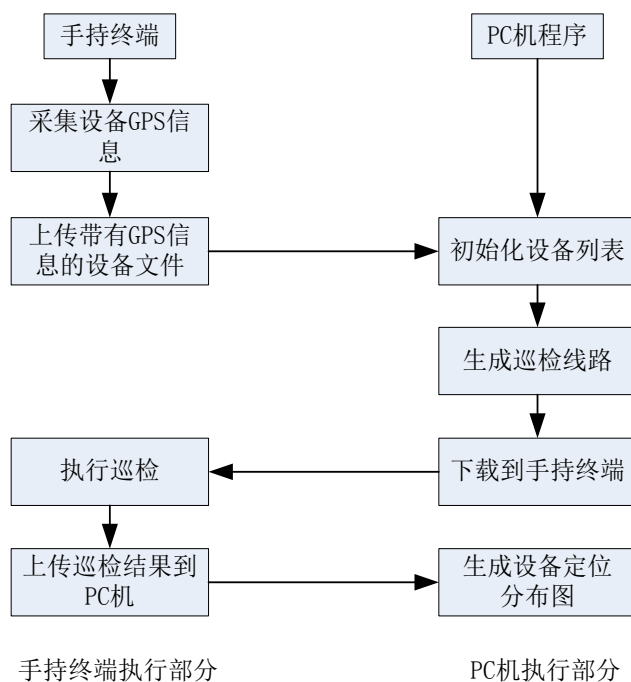 手持终端
PC机程序
采集设备GPS信
息
上传带有GPS信
息的设备文件
初始化设备列表
生成巡检线路
执行巡检
下载到手持终端
上传巡检结果到
PC机
生成设备定位
分布图
手持终端执行部分
PC机执行部分